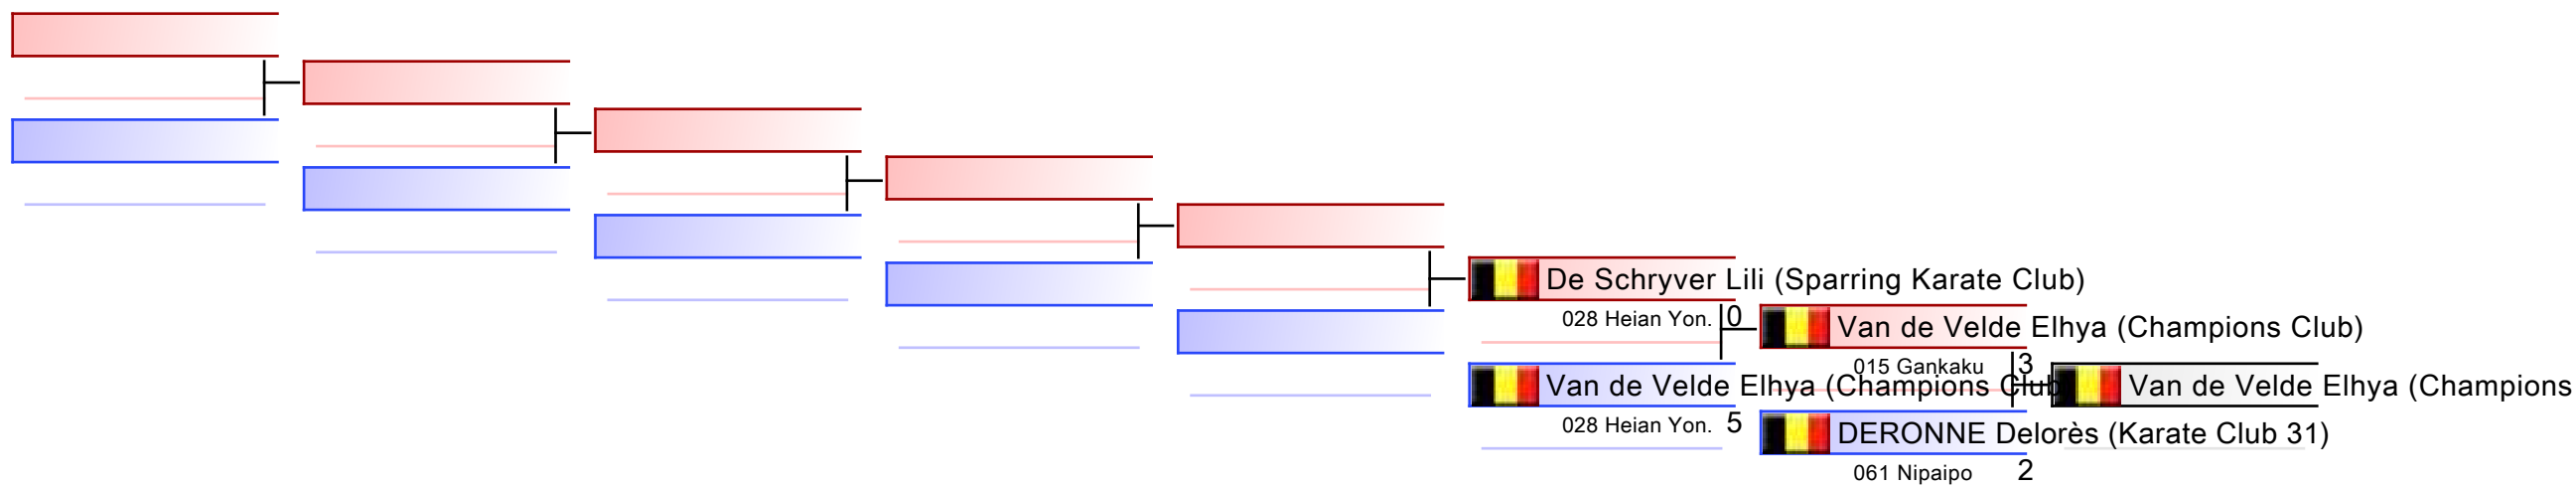 De Schryver Lili (Sparring Karate Club)
028 Heian Yon. 0
Van de Velde Elhya (Champions Club
028 Heian Yon. 5
Van de Velde Elhya (Champions Club)
015 Gankaku 3
DERONNE Delorès (Karate Club 31)
061 Nipaipo 2
Van de Velde Elhya (Champions